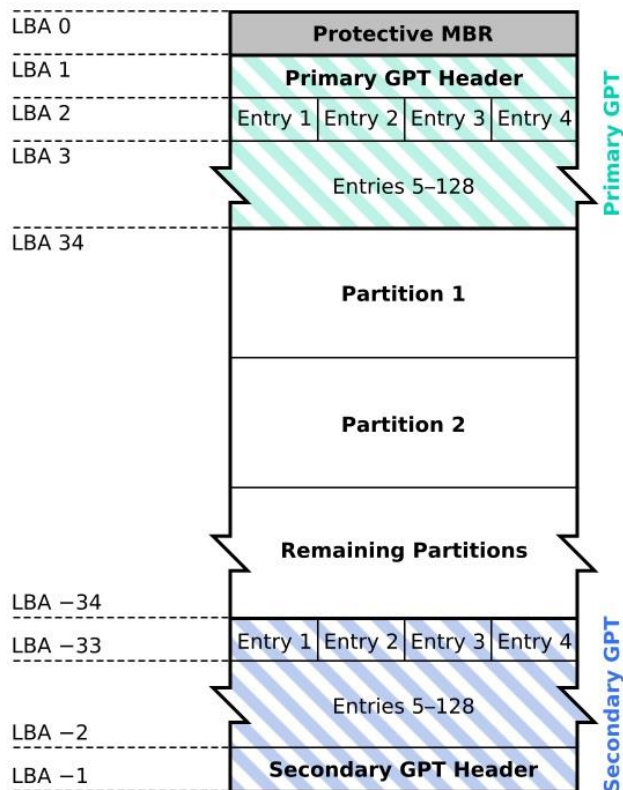 LBA 0
Protective MBR
LBA 1
Primary GPT Header
LBA 2
Entry 1 Entry 2 Entry 3 Entry 4
LBA 3
Entries 5–128
Primary GPT
LBA 34
Partition 1
Partition 2
Remaining Partitions
LBA −34
LBA −33
Entry 1 Entry 2 Entry 3 Entry 4
Entries 5–128
Secondary GPT
LBA −2
Secondary GPT Header
LBA −1